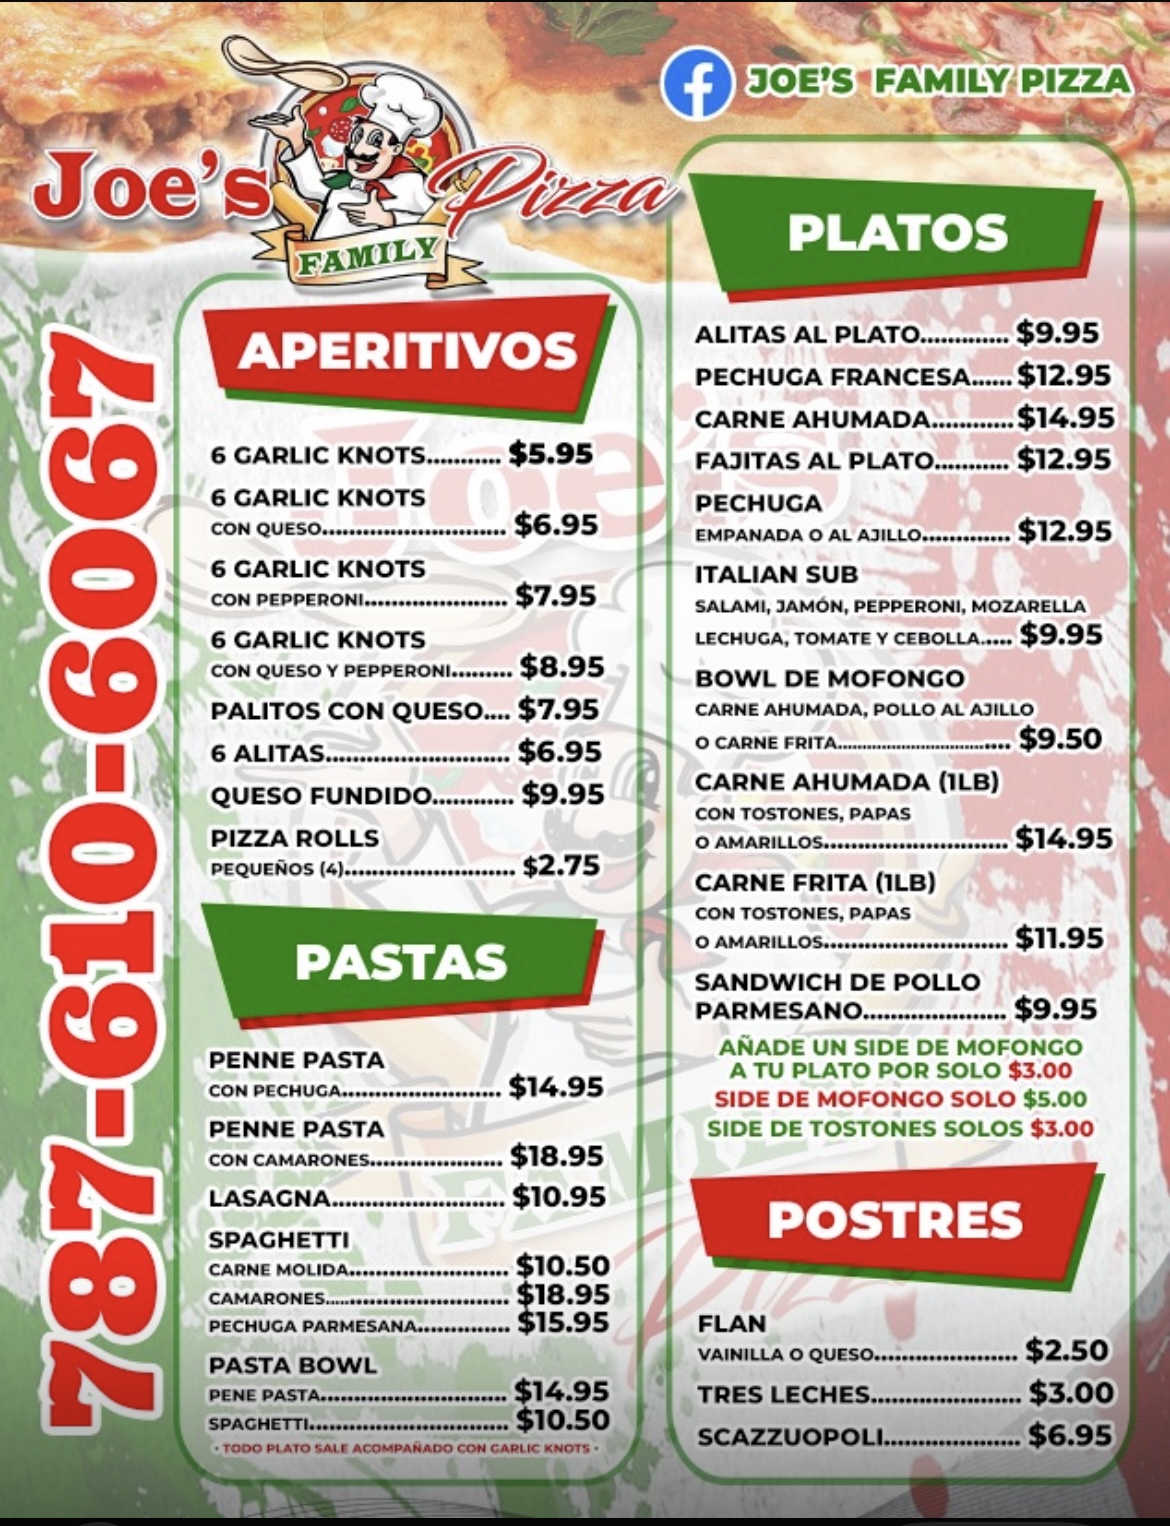 JOE'S FAMILY PIZZA
Joe's Pizza
FAMILY
787-610-6067
APERITIVOS
6 GARLIC KNOTS........... $5.95
6 GARLIC KNOTS
CON QUESO........................... $6.95
6 GARLIC KNOTS
CON PEPPERONI..................... $7.95
6 GARLIC KNOTS
CON QUESO Y PEPPERONI......... $8.95
PALITOS CON QUESO.... $7.95
6 ALITAS........................... $6.95
QUESO FUNDIDO............ $9.95
PIZZA ROLLS
PEQUEÑOS (4)......................... $2.75
PASTAS
PENNE PASTA
CON PECHUGA....................... $14.95
PENNE PASTA
CON CAMARONES................... $18.95
LASAGNA......................... $10.95
SPAGHETTI
CARNE MOLIDA....................... $10.50
CAMARONES........................... $18.95
PECHUGA PARMESANA............. $15.95
PASTA BOWL
PENE PASTA........................... $14.95
SPAGHETTI............................. $10.50
• TODO PLATO SALE ACOMPAÑADO CON GARLIC KNOTS •
PLATOS
ALITAS AL PLATO............. $9.95
PECHUGA FRANCESA...... $12.95
CARNE AHUMADA............ $14.95
FAJITAS AL PLATO........... $12.95
PECHUGA
EMPANADA O AL AJILLO............. $12.95
ITALIAN SUB
SALAMI, JAMÓN, PEPPERONI, MOZARELLA
LECHUGA, TOMATE Y CEBOLLA..... $9.95
BOWL DE MOFONGO
CARNE AHUMADA, POLLO AL AJILLO
O CARNE FRITA................................ $9.50
CARNE AHUMADA (1LB)
CON TOSTONES, PAPAS
O AMARILLOS........................... $14.95
CARNE FRITA (1LB)
CON TOSTONES, PAPAS
O AMARILLOS........................... $11.95
SANDWICH DE POLLO
PARMESANO..................... $9.95
AÑADE UN SIDE DE MOFONGO
A TU PLATO POR SOLO $3.00
SIDE DE MOFONGO SOLO $5.00
SIDE DE TOSTONES SOLOS $3.00
POSTRES
FLAN
VAINILLA O QUESO..................... $2.50
TRES LECHES...................... $3.00
SCAZZUOPOLI.................... $6.95